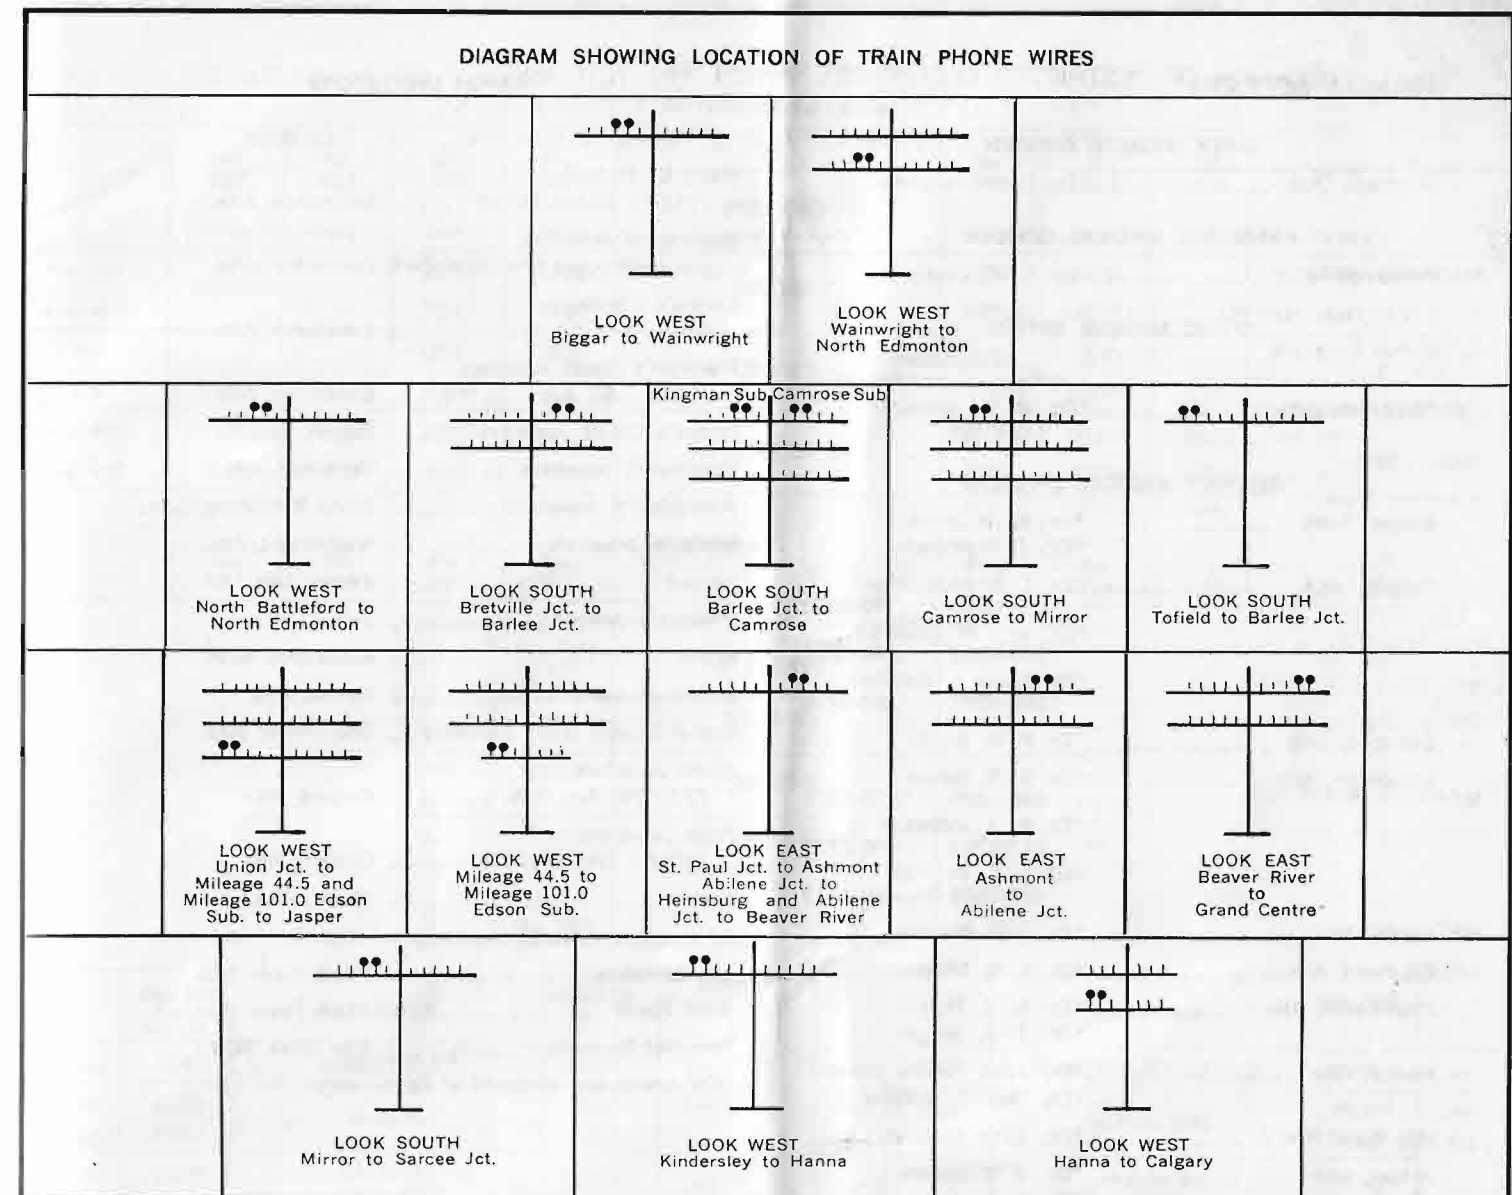 DIAGRAM SHOWING LOCATION OF TRAIN PHONE WIRES
LOOK WEST
Biggar to Wainwright
LOOK WEST
Wainwright to
North Edmonton
LOOK WEST
North Battleford to
North Edmonton
LOOK SOUTH
Bretville Jct. to
Barlee Jct.
Kingman Sub. Camrose Sub
LOOK SOUTH
Barlee Jct. to
Camrose
LOOK SOUTH
Camrose to Mirror
LOOK SOUTH
Tofield to Barlee Jct.
LOOK WEST
Union Jct. to
Mileage 44.5 and
Mileage 101.0 Edson
Sub. to Jasper
LOOK WEST
Mileage 44.5 to
Mileage 101.0
Edson Sub.
LOOK EAST
St. Paul Jct. to Ashmont
Abilene Jct. to
Heinsburg and Abilene
Jct. to Beaver River
LOOK EAST
Ashmont
to
Abilene Jct.
LOOK EAST
Beaver River
to
Grand Centre
LOOK SOUTH
Mirror to Sarcee Jct.
LOOK WEST
Kindersley to Hanna
LOOK WEST
Hanna to Calgary